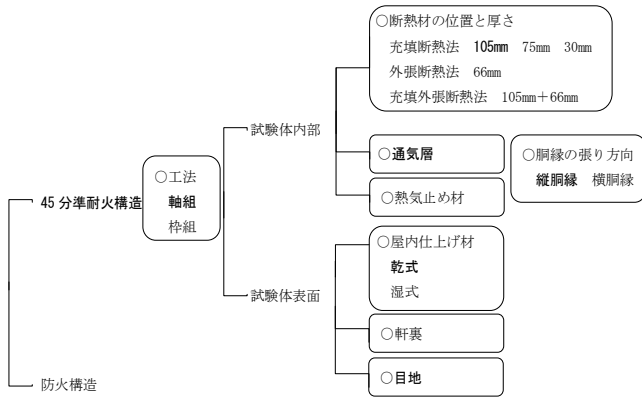 ○断熱材の位置と厚さ
充填断熱法　105mm　75mm　30mm
外張断熱法　66mm
充填外張断熱法　105mm＋66mm
試験体内部
○通気層
○胴縁の張り方向
縦胴縁　横胴縁
○熱気止め材
○工法
軸組
枠組
45 分準耐火構造
○屋内仕上げ材
乾式
湿式
試験体表面
○軒裏
○目地
防火構造